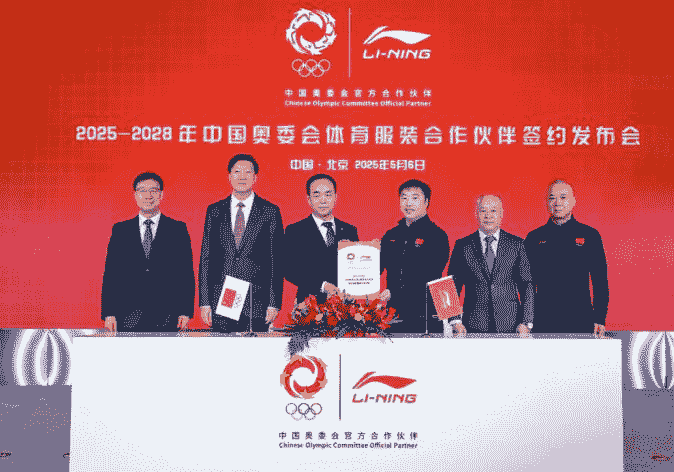 LI-NING
中国奥委会官方合作伙伴
Chinese Olympic Committee Official Partner
2025-2028年中国奥委会体育服装合作伙伴签约发布会
中国·北京 2025年5月6日
LI-NING
中国奥委会官方合作伙伴
Chinese Olympic Committee Official Partner